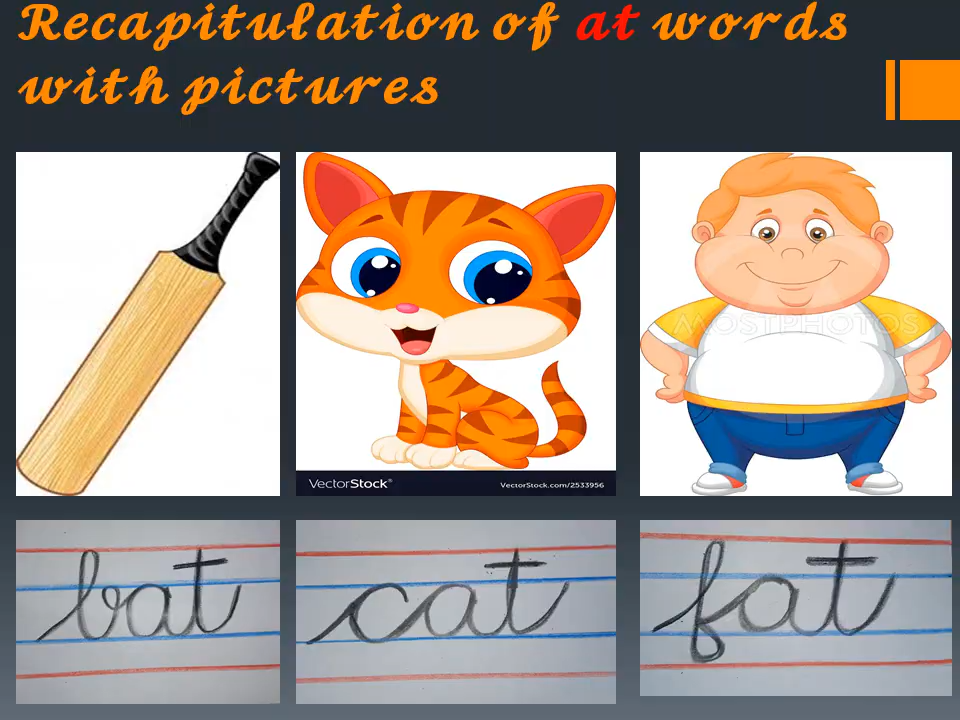 Recapitulation of at words
with pictures
MOSTPHOTOS
VectorStock®
VectorStock.com/2533956
bat
cat
fat